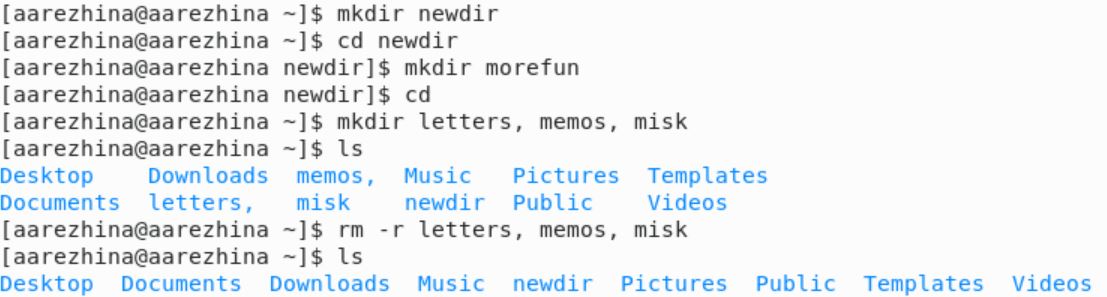 [aarezhina@aarezhina ~]$ mkdir newdir
[aarezhina@aarezhina ~]$ cd newdir
[aarezhina@aarezhina newdir]$ mkdir morefun
[aarezhina@aarezhina newdir]$ cd
[aarezhina@aarezhina ~]$ mkdir letters, memos, misk
[aarezhina@aarezhina ~]$ ls
Desktop    Downloads  memos,  Music   Pictures  Templates
Documents  letters,   misk    newdir  Public    Videos
[aarezhina@aarezhina ~]$ rm -r letters, memos, misk
[aarezhina@aarezhina ~]$ ls
Desktop  Documents  Downloads  Music  newdir  Pictures  Public  Templates  Videos